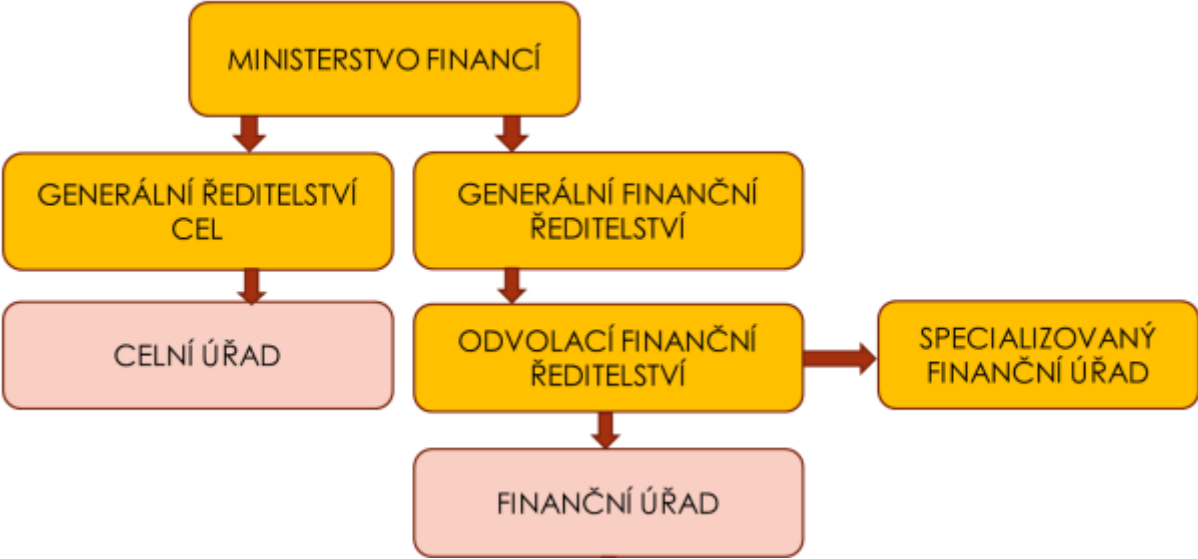 MINISTERSTVO FINANCÍ
GENERÁLNÍ ŘEDITELSTVÍ
CEL
GENERÁLNÍ FINANČNÍ
ŘEDITELSTVÍ
CELNÍ ÚŘAD
ODVOLACÍ FINANČNÍ
ŘEDITELSTVÍ
SPECIALIZOVANÝ
FINANČNÍ ÚŘAD
FINANČNÍ ÚŘAD